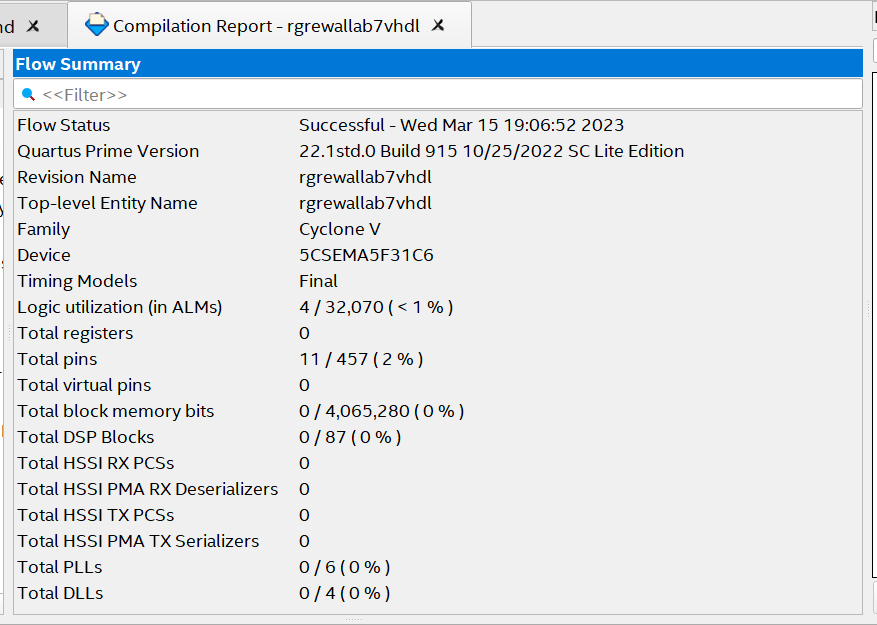 nd
Compilation Report - rgrewallab7vhdl
Flow Summary
<<Filter>>
Flow Status Successful - Wed Mar 15 19:06:52 2023
Quartus Prime Version 22.1std.0 Build 915 10/25/2022 SC Lite Edition
Revision Name rgrewallab7vhdl
Top-level Entity Name rgrewallab7vhdl
Family Cyclone V
Device 5CSEMA5F31C6
Timing Models Final
Logic utilization (in ALMs) 4 / 32,070 ( < 1 % )
Total registers 0
Total pins 11 / 457 ( 2 % )
Total virtual pins 0
Total block memory bits 0 / 4,065,280 ( 0 % )
Total DSP Blocks 0 / 87 ( 0 % )
Total HSSI RX PCSs 0
Total HSSI PMA RX Deserializers 0
Total HSSI TX PCSs 0
Total HSSI PMA TX Serializers 0
Total PLLs 0 / 6 ( 0 % )
Total DLLs 0 / 4 ( 0 % )